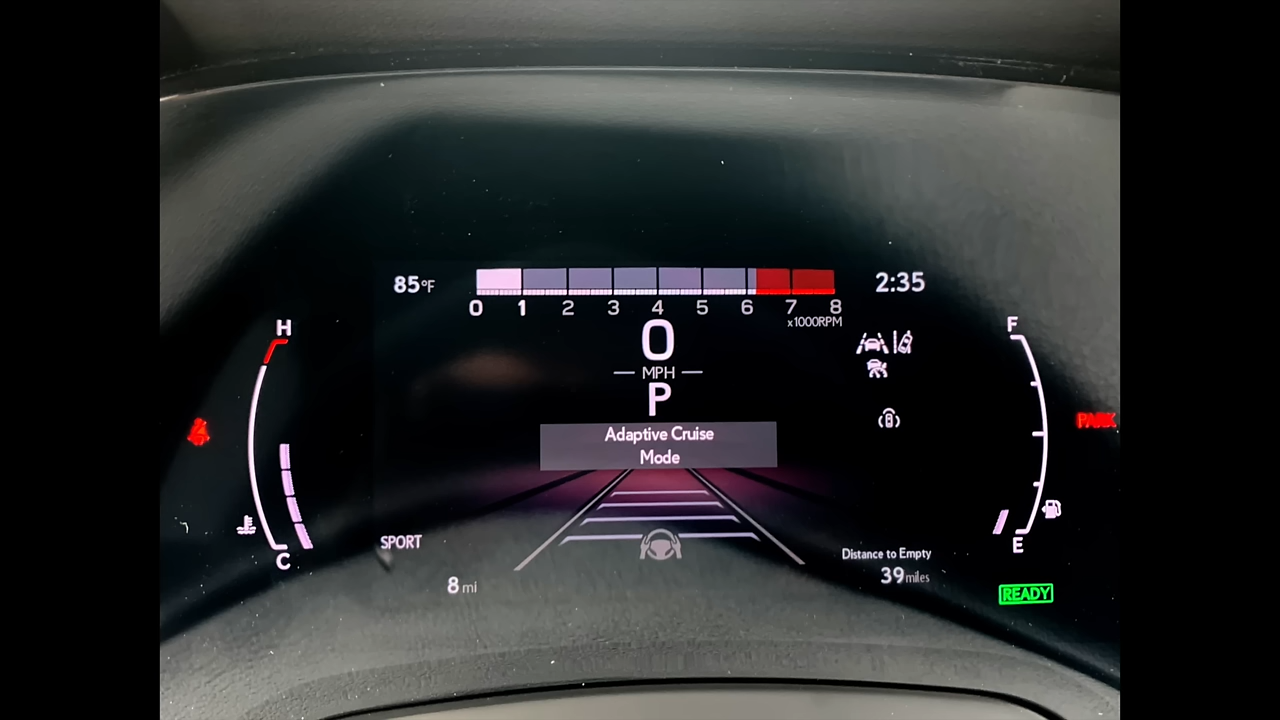 85°F
2:35
0 1 2 3 4 5 6 7 8
x1000RPM
0
MPH
P
H
F
PARK
Adaptive Cruise
Mode
SPORT
C
E
Distance to Empty
39 miles
8 mi
READY